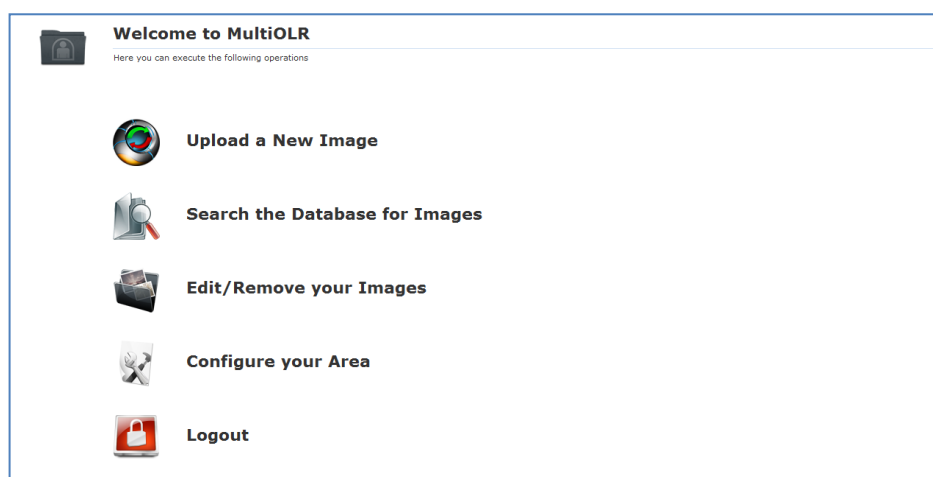 Welcome to MultiOLR
Here you can execute the following operations
Upload a New Image
Search the Database for Images
Edit/Remove your Images
Configure your Area
Logout